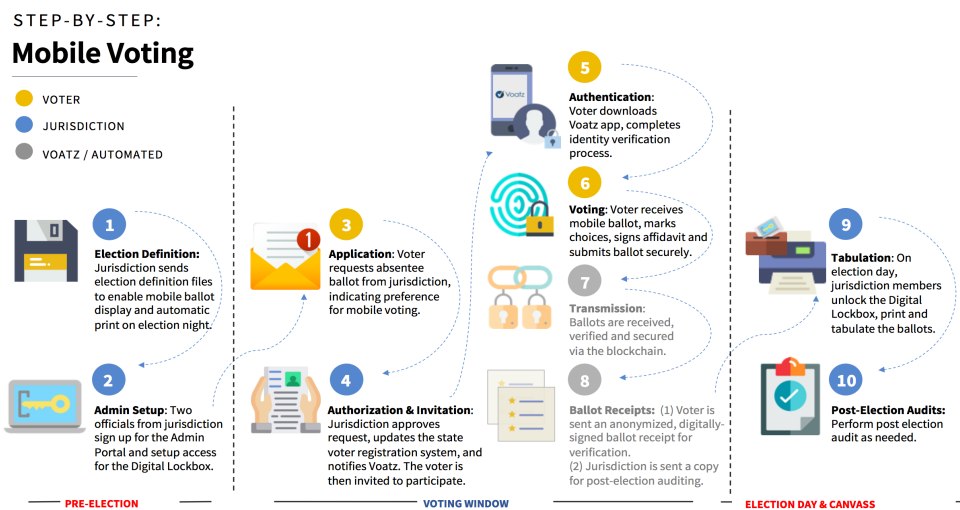 STEP-BY-STEP:
Mobile Voting
VOTER
JURISDICTION
VOATZ / AUTOMATED
1
Election Definition:
Jurisdiction sends
election definition files
to enable mobile ballot
display and automatic
print on election night.
2
Admin Setup: Two
officials from jurisdiction
sign up for the Admin
Portal and setup access
for the Digital Lockbox.
PRE-ELECTION
1
3
Application: Voter
requests absentee
ballot from jurisdiction,
indicating preference
for mobile voting.
4
Authorization & Invitation:
Jurisdiction approves
request, updates the state
voter registration system, and
notifies Voatz. The voter is
then invited to participate.
Voatz
5
Authentication:
Voter downloads
Voatz app, completes
identity verification
process.
6
Voting: Voter receives
mobile ballot, marks
choices, signs affidavit and
submits ballot securely.
7
Transmission:
Ballots are received,
verified and secured
via the blockchain.
8
Ballot Receipts: (1) Voter is
sent an anonymized, digitally-
signed ballot receipt for
verification.
(2) Jurisdiction is sent a copy
for post-election auditing.
VOTING WINDOW
9
Tabulation: On
election day,
jurisdiction members
unlock the Digital
Lockbox, print and
tabulate the ballots.
10
Post-Election Audits:
Perform post election
audit as needed.
ELECTION DAY & CANVASS